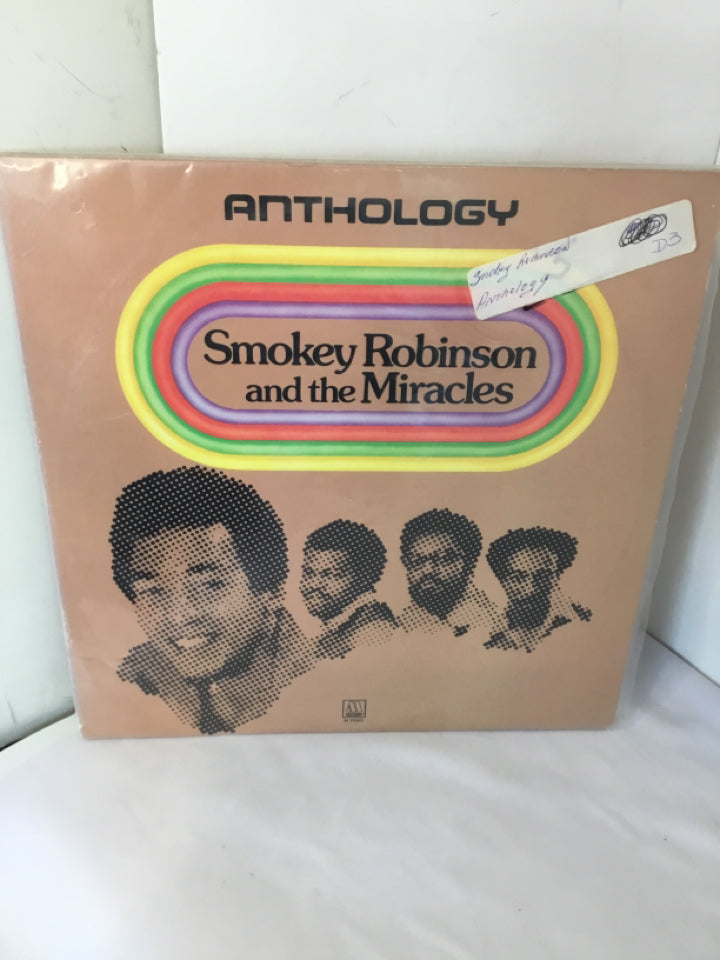 ANTHOLOGY
Smokey Robinson
Anthology
D3
Smokey Robinson
and the Miracles
M